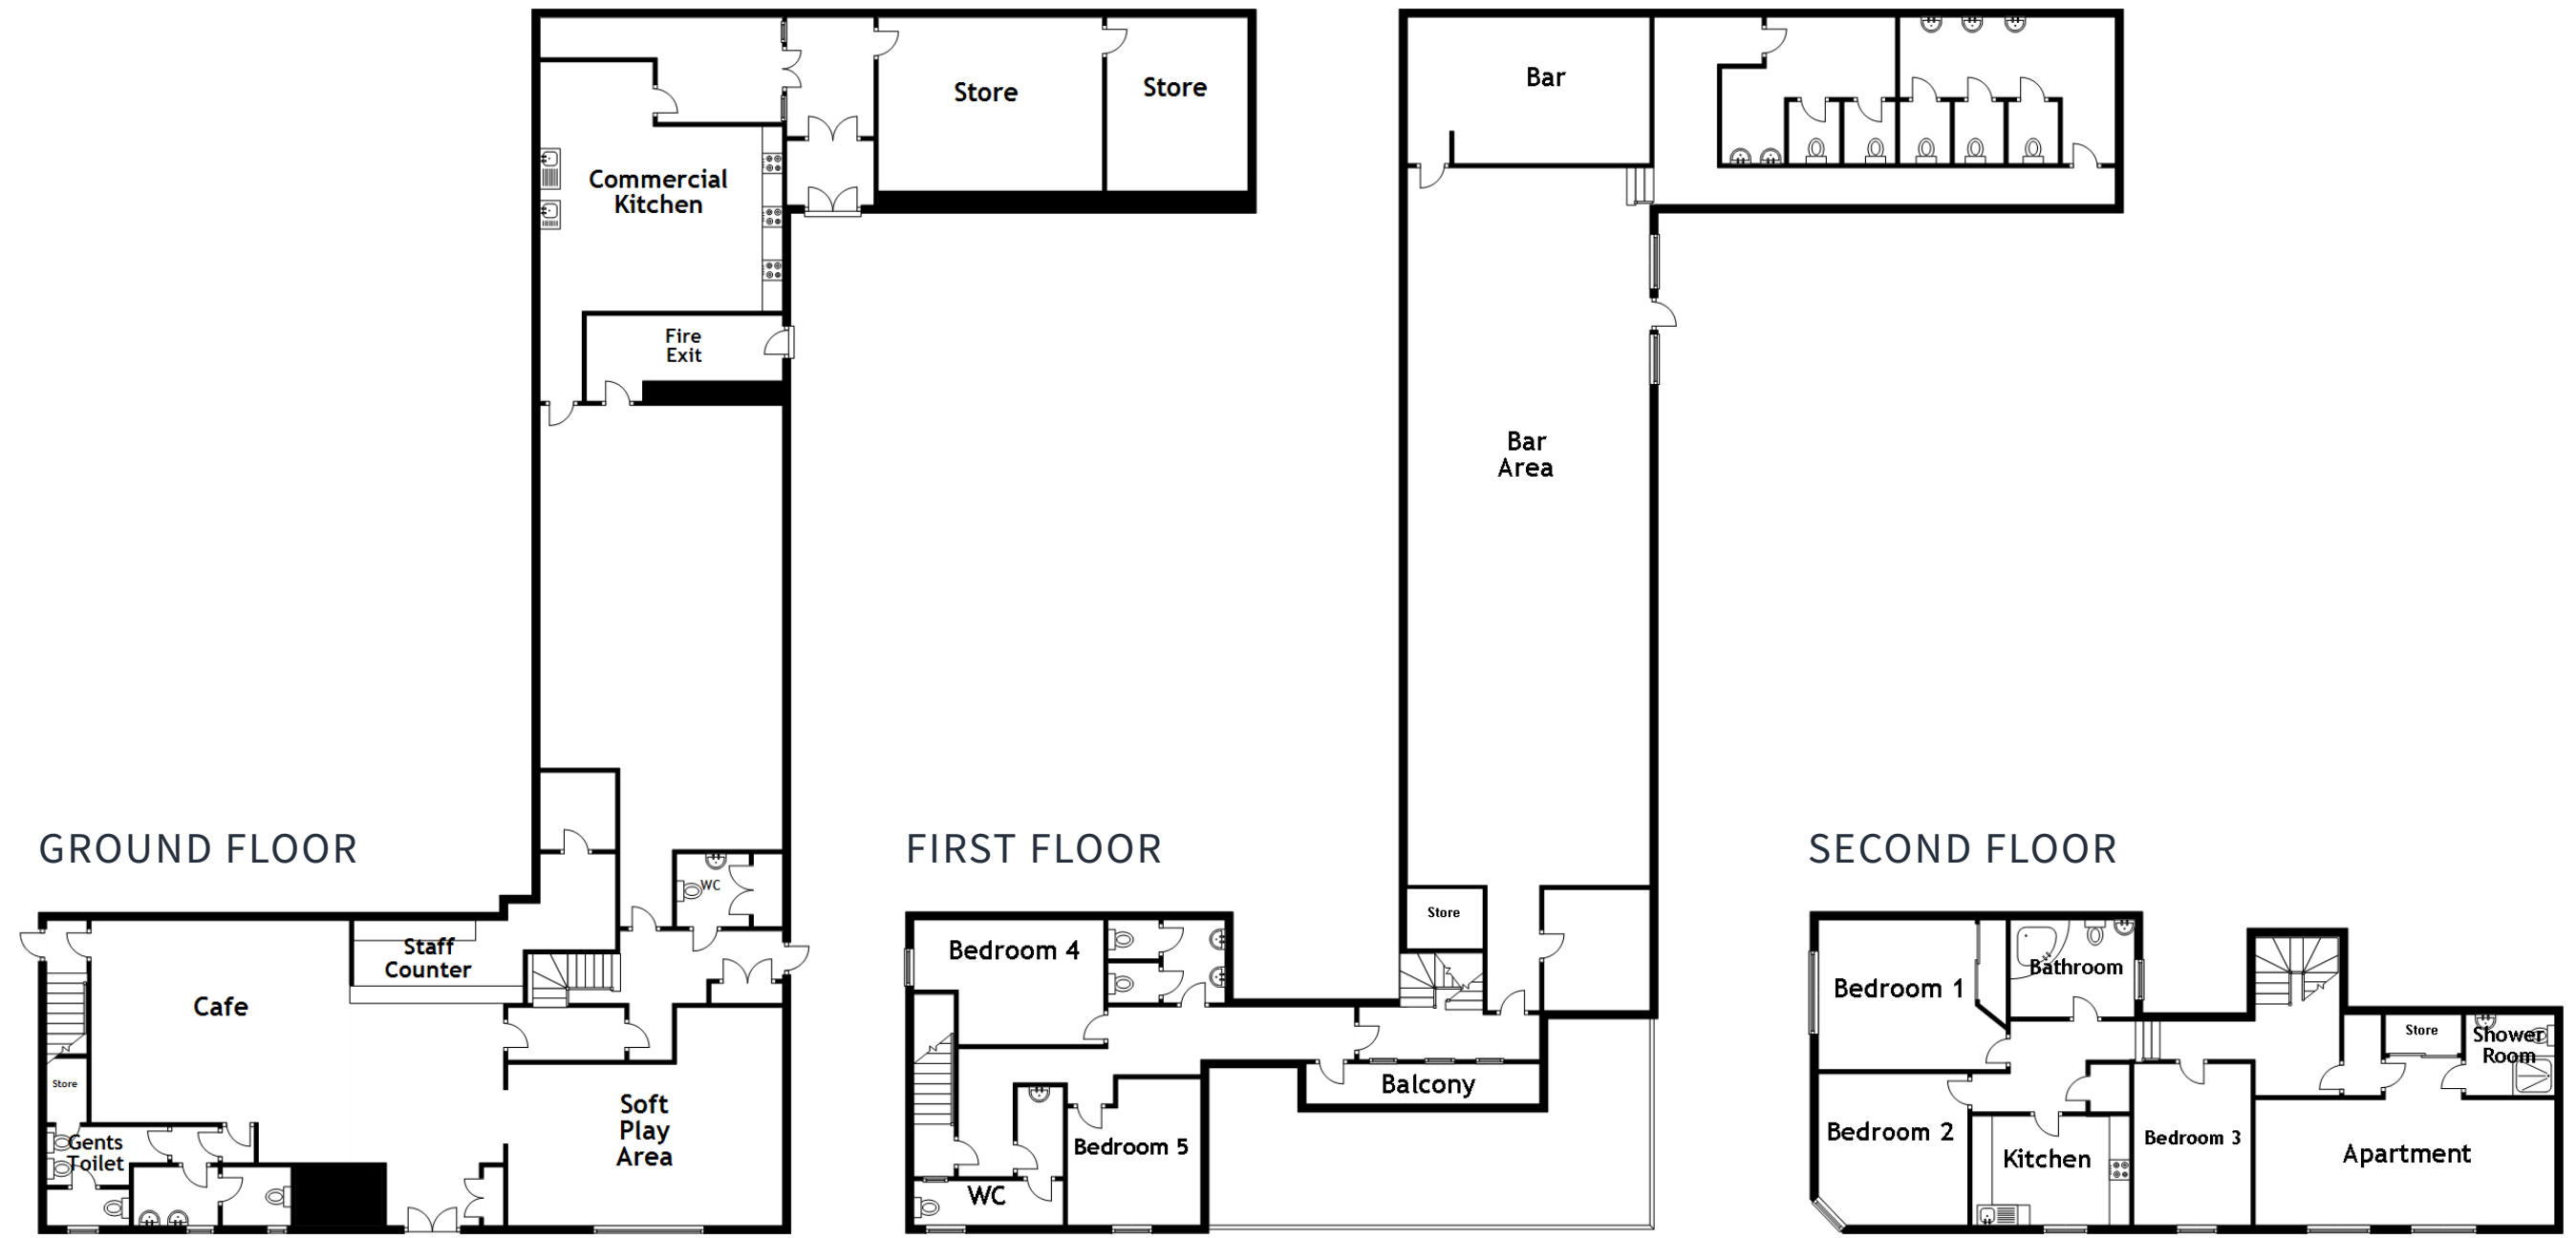 GROUND FLOOR
Commercial
Kitchen
Store
Store
Fire
Exit
WC
Staff
Counter
Cafe
Store
Gents
Toilet
Soft
Play
Area
FIRST FLOOR
Bar
Bar
Area
Store
Bedroom 4
Balcony
Bedroom 5
WC
SECOND FLOOR
Bedroom 1
Bathroom
Store
Shower
Room
Bedroom 2
Kitchen
Bedroom 3
Apartment